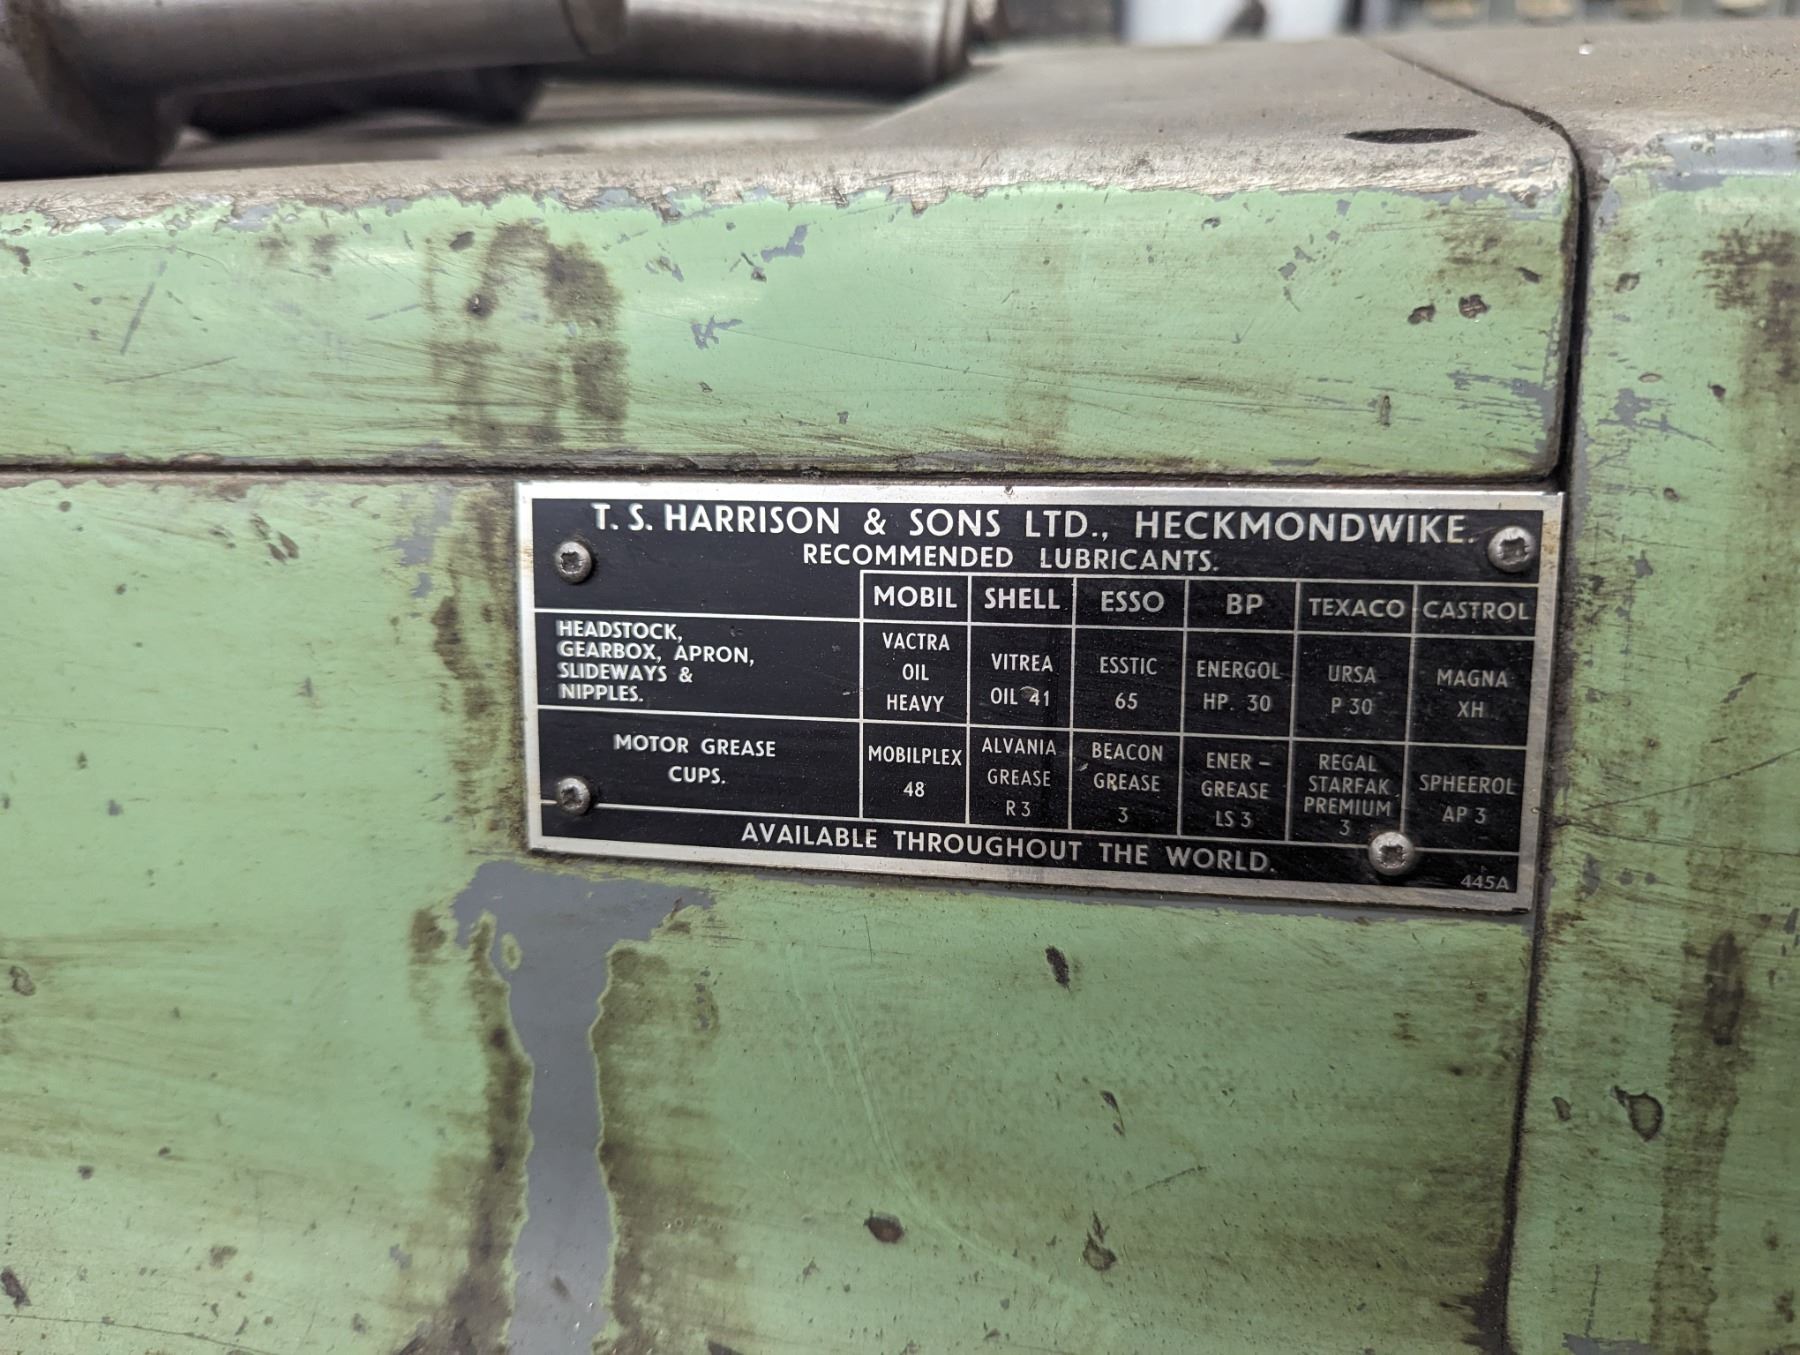 T. S. HARRISON & SONS LTD., HECKMONDWIKE.
RECOMMENDED LUBRICANTS.
MOBIL SHELL ESSO BP TEXACO CASTROL
HEADSTOCK,
GEARBOX, APRON,
SLIDEWAYS &
NIPPLES.
VACTRA
OIL
HEAVY
VITREA
OIL 41
ESSTIC
65
ENERGOL
HP. 30
URSA
P 30
MAGNA
XH
MOTOR GREASE
CUPS.
MOBILPLEX
48
ALVANIA
GREASE
R 3
BEACON
GREASE
3
ENER -
GREASE
LS 3
REGAL
STARFAK
PREMIUM
3
SPHEEROL
AP 3
AVAILABLE THROUGHOUT THE WORLD.
445A